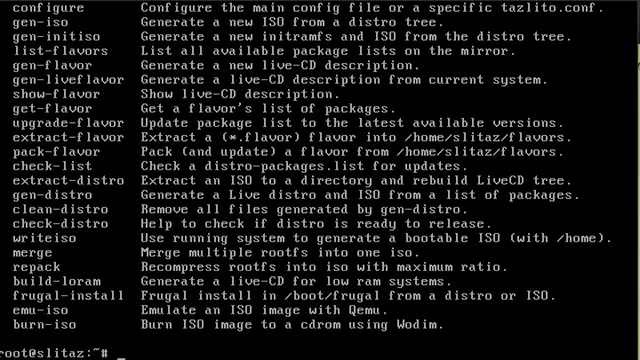 configure Configure the main config file or a specific tazlito.conf.
gen-iso Generate a new ISO from a distro tree.
gen-initiso Generate a new initramfs and ISO from the distro tree.
list-flavors List all available package lists on the mirror.
gen-flavor Generate a new live-CD description.
gen-liveflavor Generate a live-CD description from current system.
show-flavor Show live-CD description.
get-flavor Get a flavor's list of packages.
upgrade-flavor Update package list to the latest available versions.
extract-flavor Extract a (*.flavor) flavor into /home/slitaz/flavors.
pack-flavor Pack (and update) a flavor from /home/slitaz/flavors.
check-list Check a distro-packages.list for updates.
extract-distro Extract an ISO to a directory and rebuild LiveCD tree.
gen-distro Generate a Live distro and ISO from a list of packages.
clean-distro Remove all files generated by gen-distro.
check-distro Help to check if distro is ready to release.
writeiso Use running system to generate a bootable ISO (with /home).
merge Merge multiple rootfs into one iso.
repack Recompress rootfs into iso with maximum ratio.
build-loram Generate a live-CD for low ram systems.
frugal-install Frugal install in /boot/frugal from a distro or ISO.
emu-iso Emulate an ISO image with Qemu.
burn-iso Burn ISO image to a cdrom using Wodim.
root@slitaz:~# _